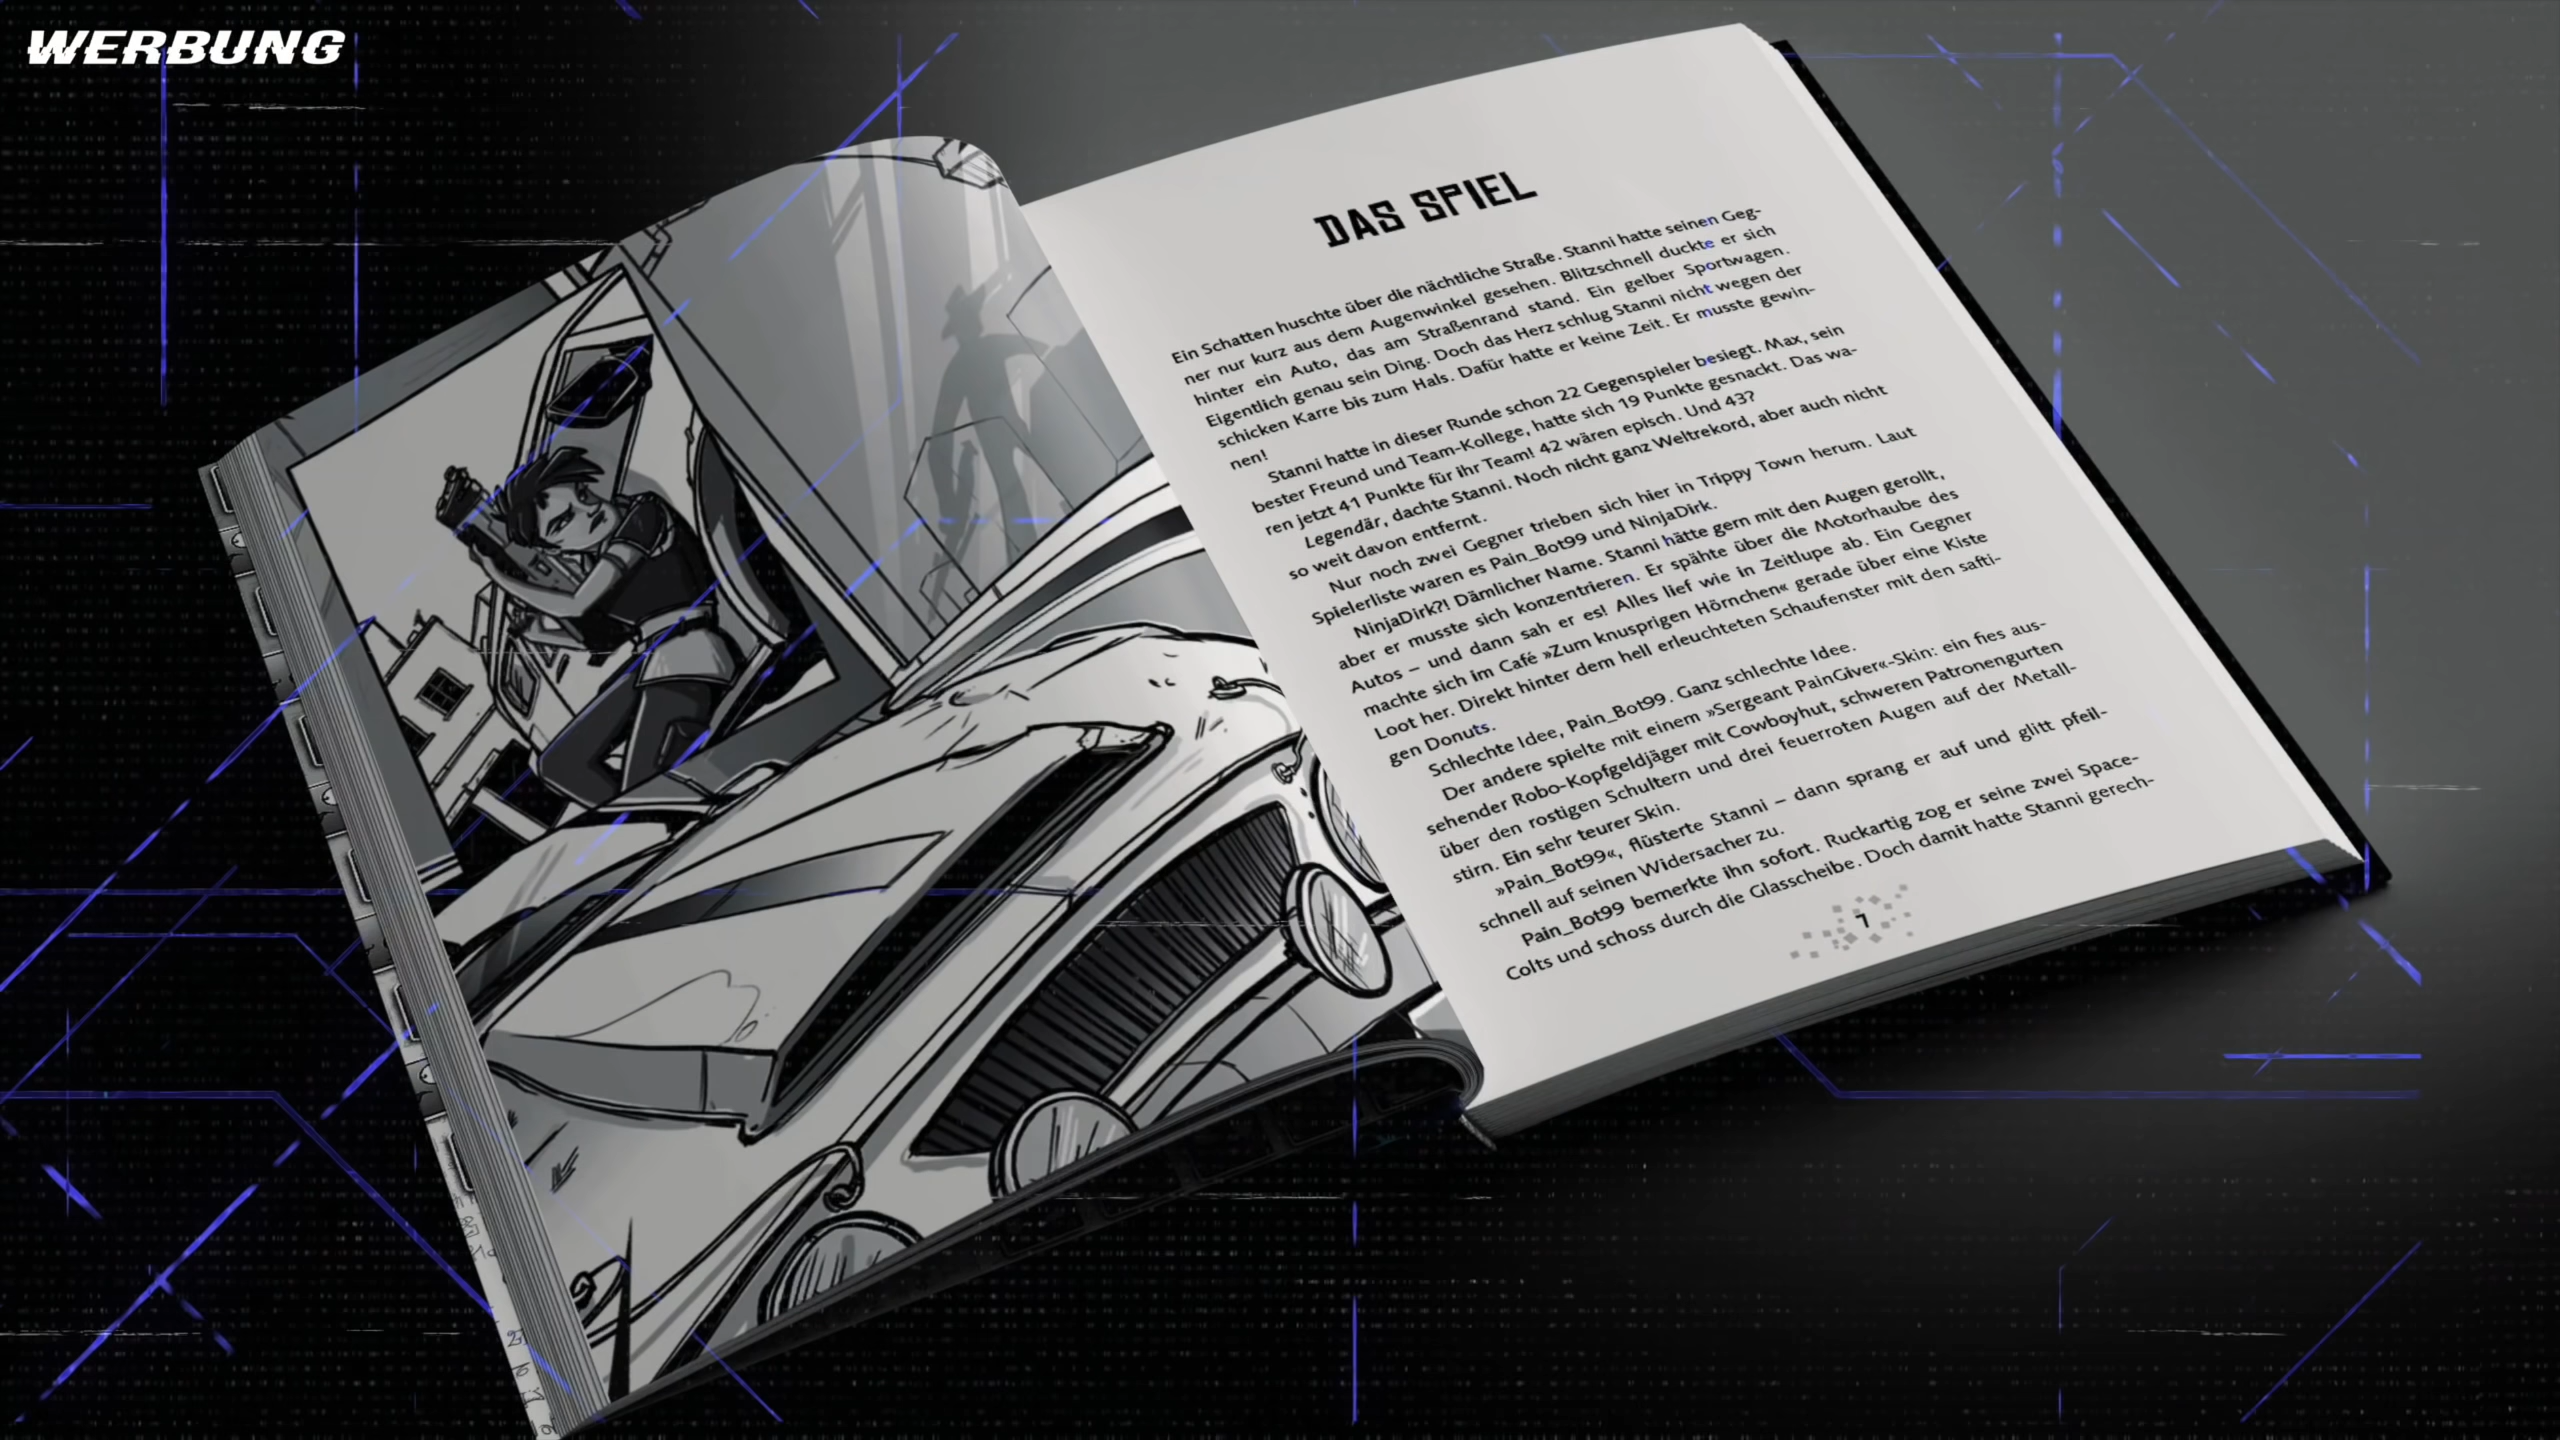 WERBUNG
DAS SPIEL
Ein Schatten huschte über die nächtliche Straße. Stanni hatte seinen Geg-
ner nur kurz aus dem Augenwinkel gesehen. Blitzschnell duckte er sich
hinter ein Auto, das am Straßenrand stand. Ein gelber Sportwagen.
Eigentlich genau sein Ding. Doch das Herz schlug Stanni nicht wegen der
schicken Karre bis zum Hals. Dafür hatte er keine Zeit. Er musste gewin-
nen!
Stanni hatte in dieser Runde schon 22 Gegenspieler besiegt. Max, sein
bester Freund und Team-Kollege, hatte sich 19 Punkte gesnackt. Das wa-
ren jetzt 41 Punkte für ihr Team! 42 wären episch. Und 43?
Legendär, dachte Stanni. Noch nicht ganz Weltrekord, aber auch nicht
so weit davon entfernt.
Nur noch zwei Gegner trieben sich hier in Trippy Town herum. Laut
Spielerliste waren es Pain_Bot99 und NinjaDirk.
NinjaDirk?! Dämlicher Name. Stanni hätte gern mit den Augen gerollt,
aber er musste sich konzentrieren. Er spähte über die Motorhaube des
Autos – und dann sah er es! Alles lief wie in Zeitlupe ab. Ein Gegner
machte sich im Café »Zum knusprigen Hörnchen« gerade über eine Kiste
Loot her. Direkt hinter dem hell erleuchteten Schaufenster mit den safti-
gen Donuts.
Schlechte Idee, Pain_Bot99. Ganz schlechte Idee.
Der andere spielte mit einem »Sergeant PainGiver«-Skin: ein fies aus-
sehender Robo-Kopfgeldjäger mit Cowboyhut, schweren Patronengurten
über den rostigen Schultern und drei feuerroten Augen auf der Metall-
stirn. Ein sehr teurer Skin.
»Pain_Bot99«, flüsterte Stanni – dann sprang er auf und glitt pfeil-
schnell auf seinen Widersacher zu.
Pain_Bot99 bemerkte ihn sofort. Ruckartig zog er seine zwei Space-
Colts und schoss durch die Glasscheibe. Doch damit hatte Stanni gerech-
7